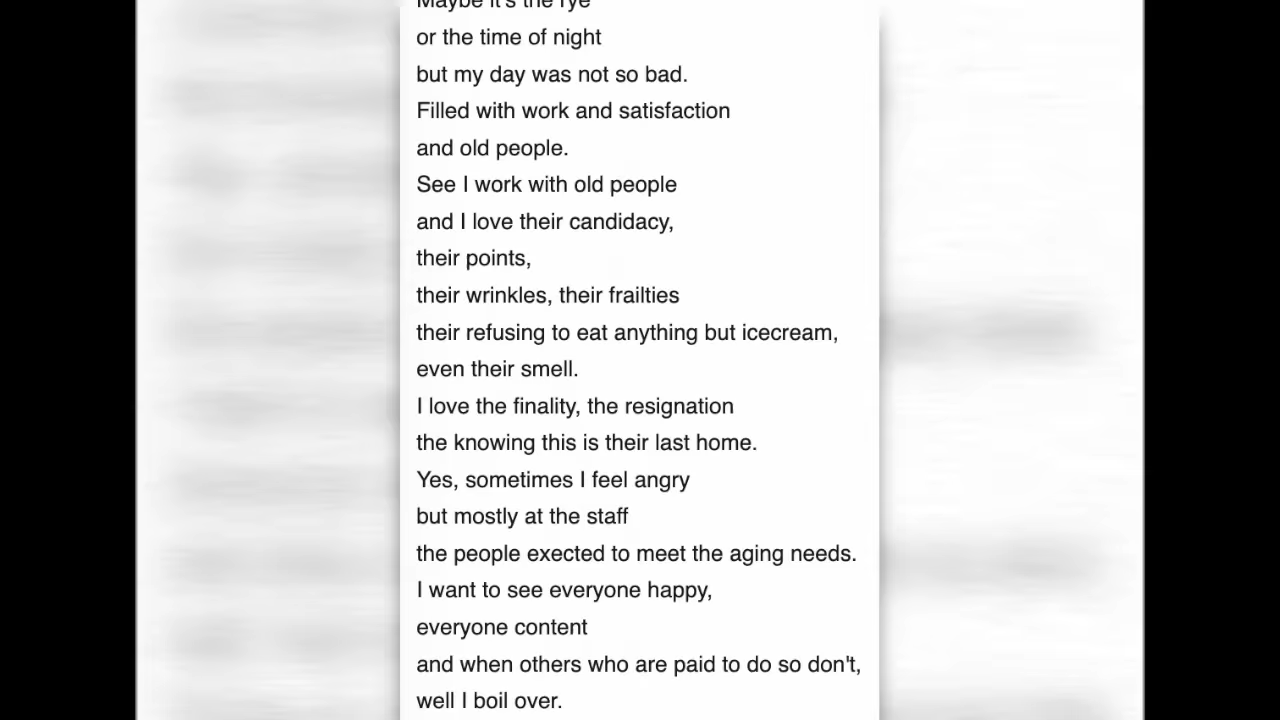 Maybe it's the rye
or the time of night
but my day was not so bad.
Filled with work and satisfaction
and old people.
See I work with old people
and I love their candidacy,
their points,
their wrinkles, their frailties
their refusing to eat anything but icecream,
even their smell.
I love the finality, the resignation
the knowing this is their last home.
Yes, sometimes I feel angry
but mostly at the staff
the people exected to meet the aging needs.
I want to see everyone happy,
everyone content
and when others who are paid to do so don't,
well I boil over.